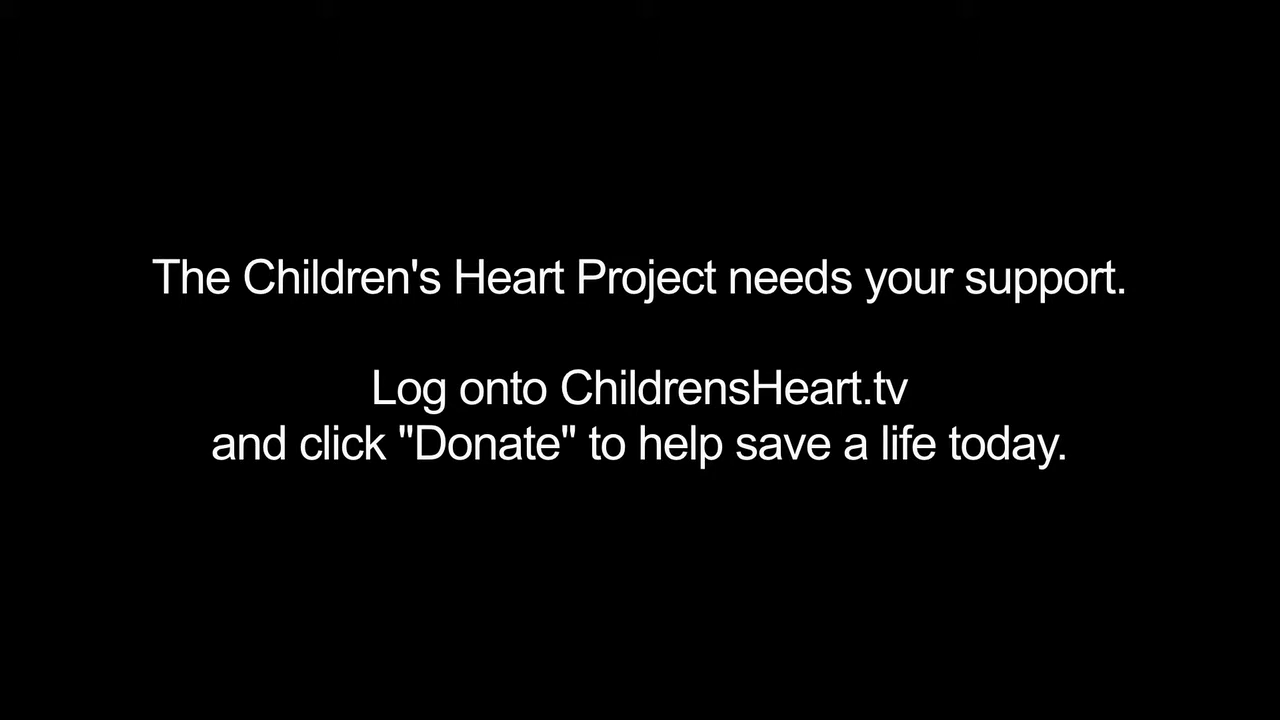 The Children's Heart Project needs your support.
Log onto ChildrensHeart.tv
and click "Donate" to help save a life today.